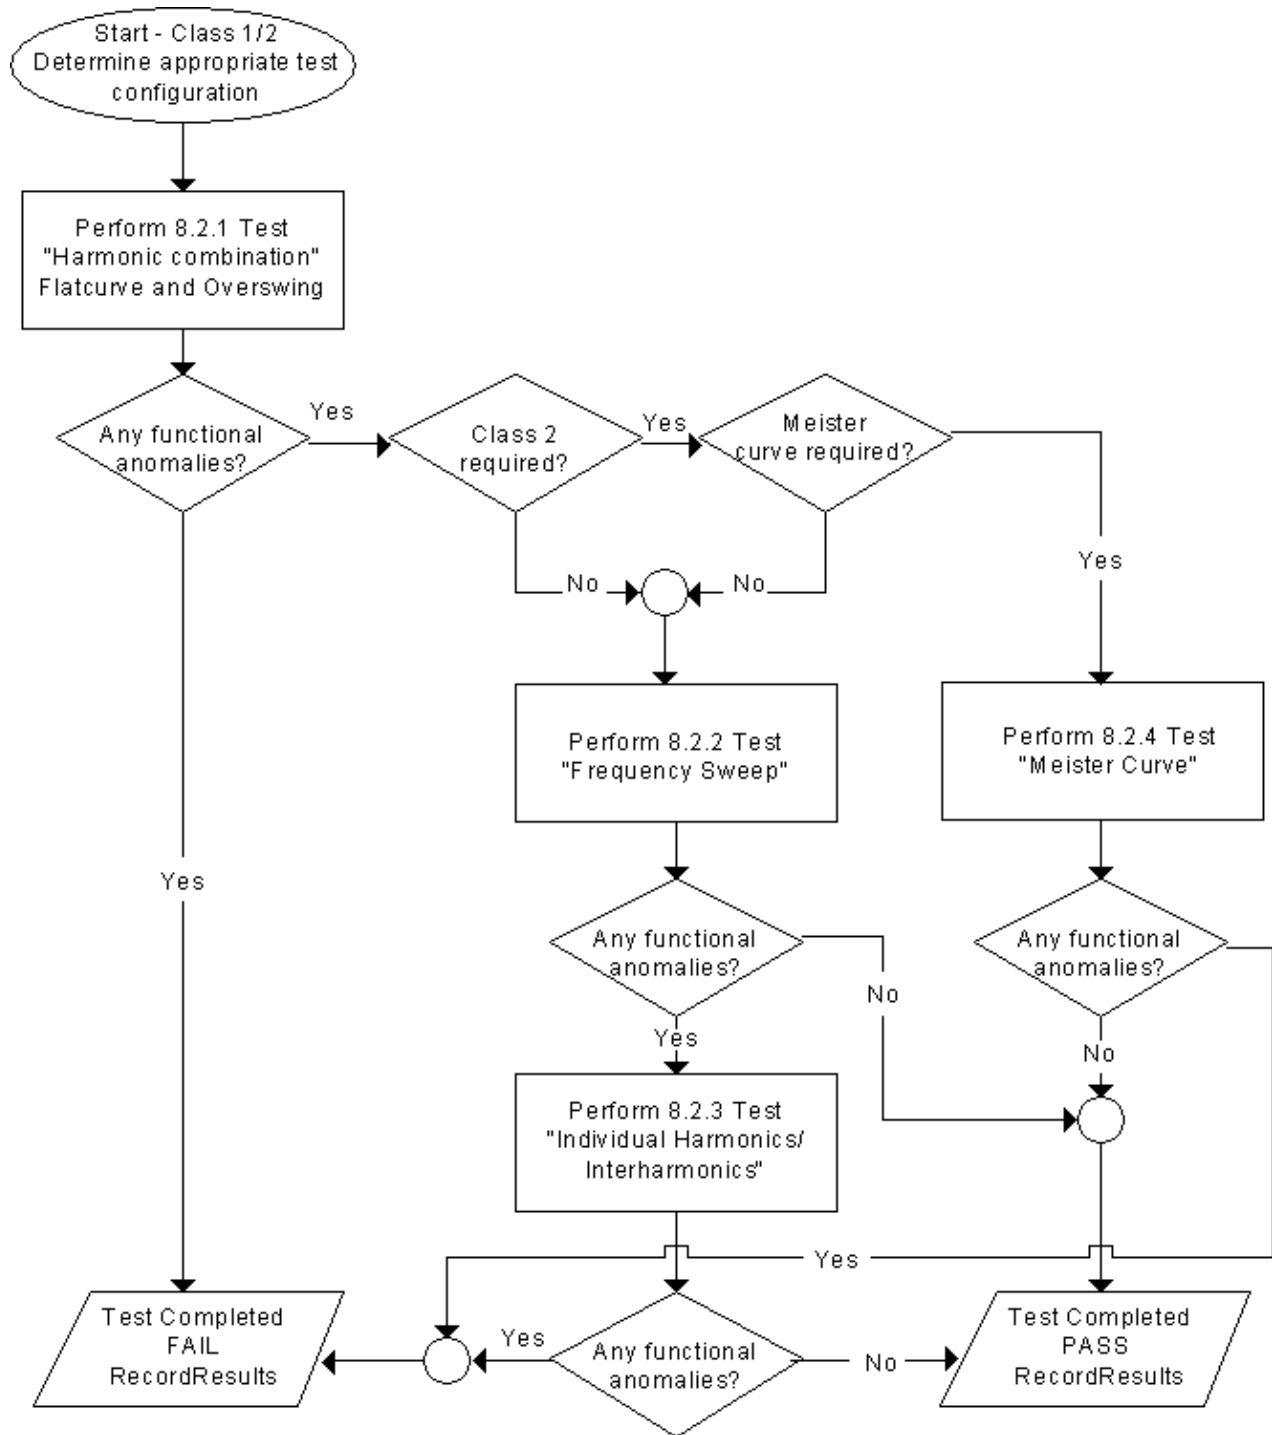 Start - Class 1/2
Determine appropriate test
configuration
Perform 8.2.1 Test
"Harmonic combination"
Flatcurve and Overswing
Any functional
anomalies?
Yes
Class 2
required?
Yes
Meister
curve required?
Yes
No
No
Perform 8.2.2 Test
"Frequency Sweep"
Perform 8.2.4 Test
"Meister Curve"
Yes
Any functional
anomalies?
No
Any functional
anomalies?
Yes
No
Perform 8.2.3 Test
"Individual Harmonics/
Interharmonics"
Yes
Test Completed
FAIL
RecordResults
Yes
Any functional
anomalies?
No
Test Completed
PASS
RecordResults